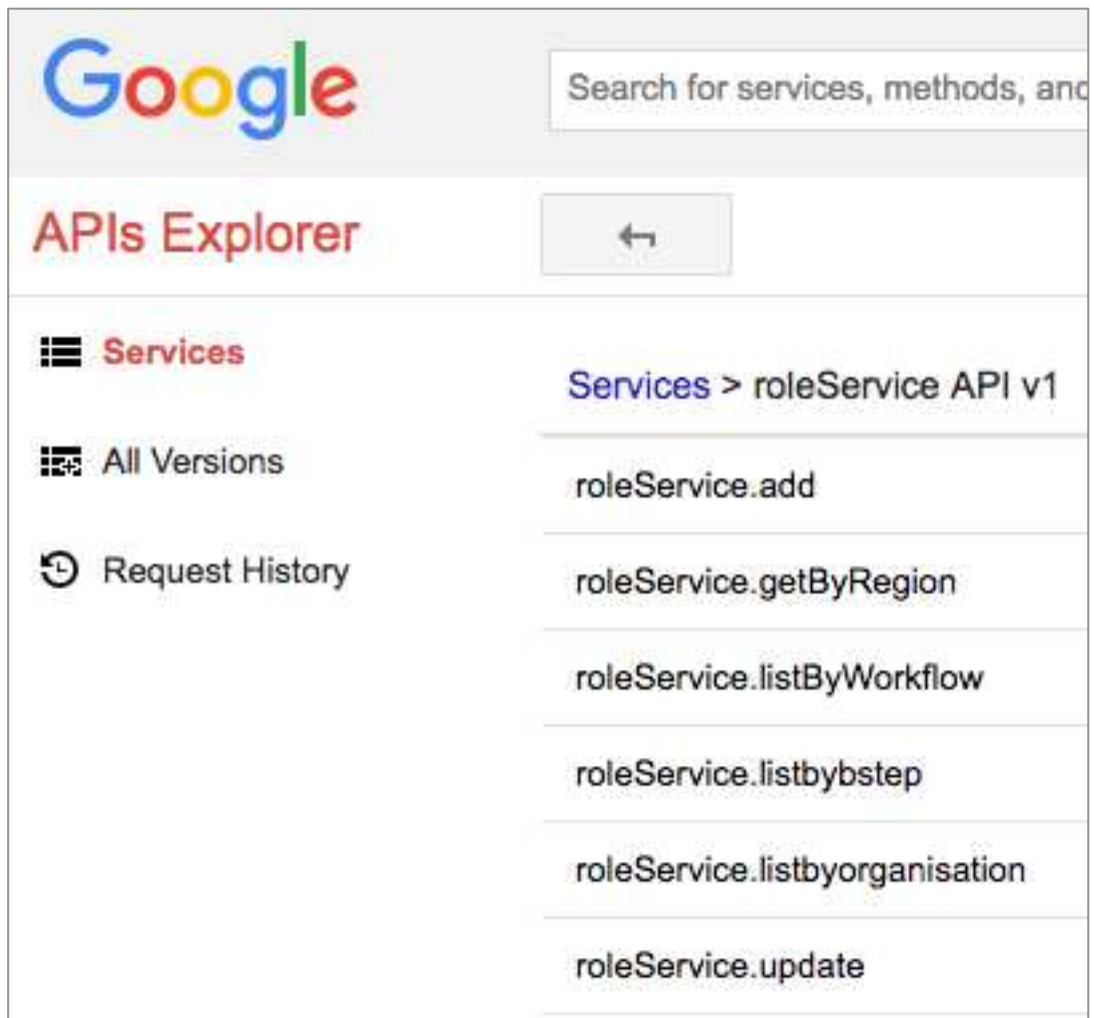 Google
Search for services, methods, and
APIs Explorer
Services
All Versions
Request History
Services > roleService API v1
roleService.add
roleService.getByRegion
roleService.listByWorkflow
roleService.listbybstep
roleService.listbyorganisation
roleService.update